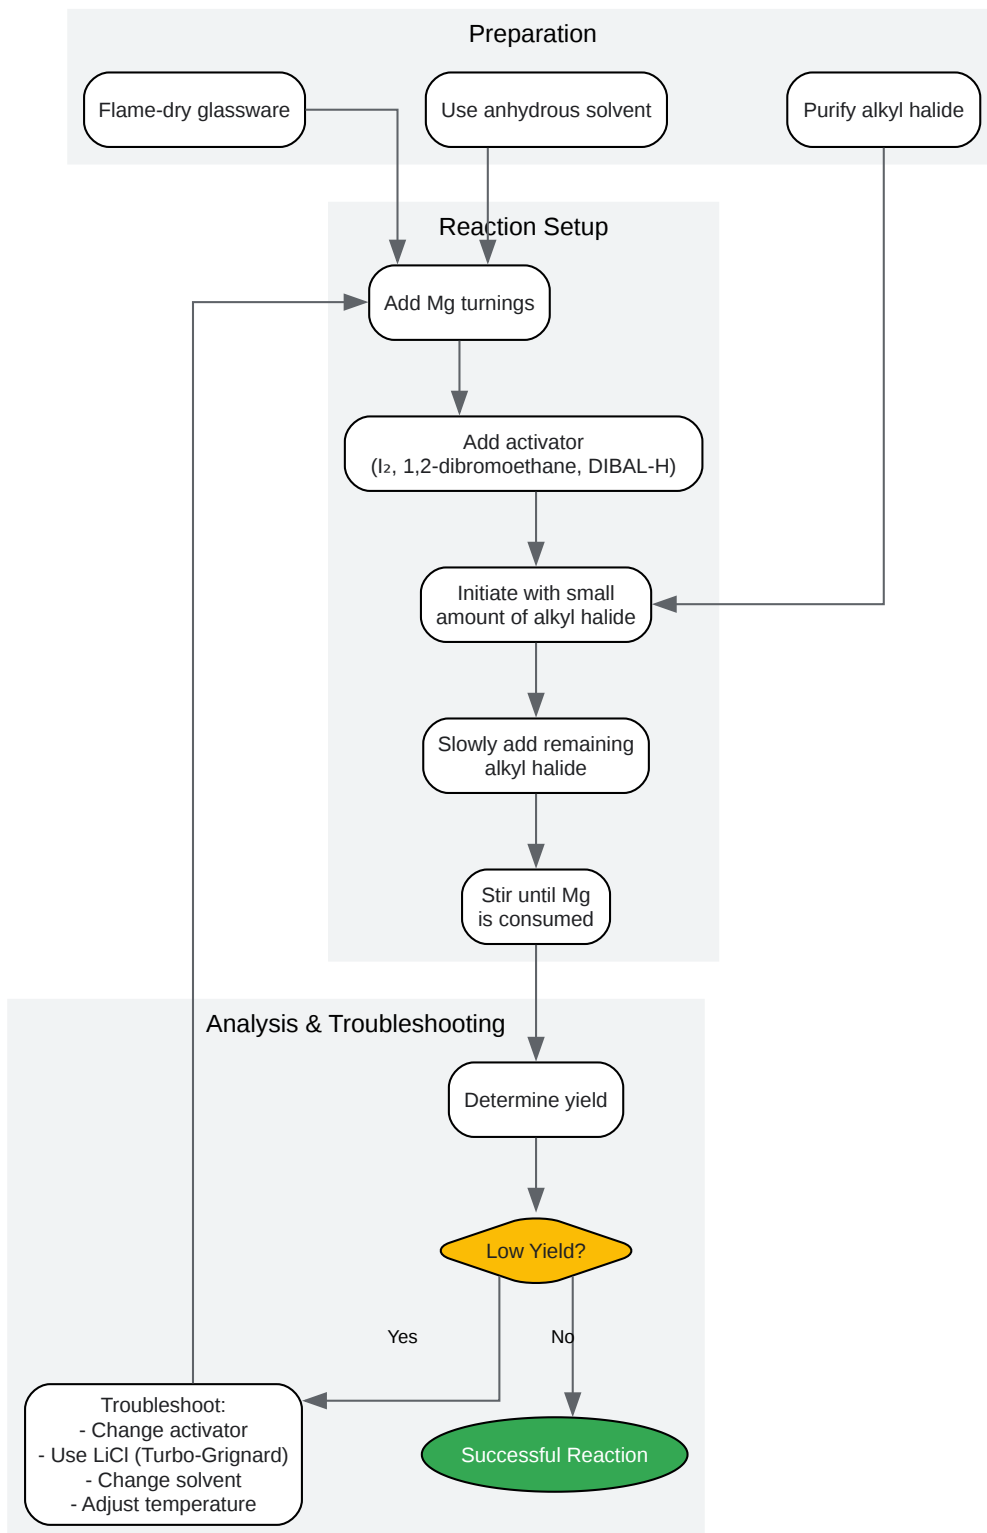 Preparation
Flame-dry glassware
Use anhydrous solvent
Purify alkyl halide
Reaction Setup
Add Mg turnings
Add activator
(I₂, 1,2-dibromoethane, DIBAL-H)
Initiate with small
amount of alkyl halide
Slowly add remaining
alkyl halide
Stir until Mg
is consumed
Analysis & Troubleshooting
Determine yield
Low Yield?
Yes
No
Troubleshoot:
- Change activator
- Use LiCl (Turbo-Grignard)
- Change solvent
- Adjust temperature
Successful Reaction